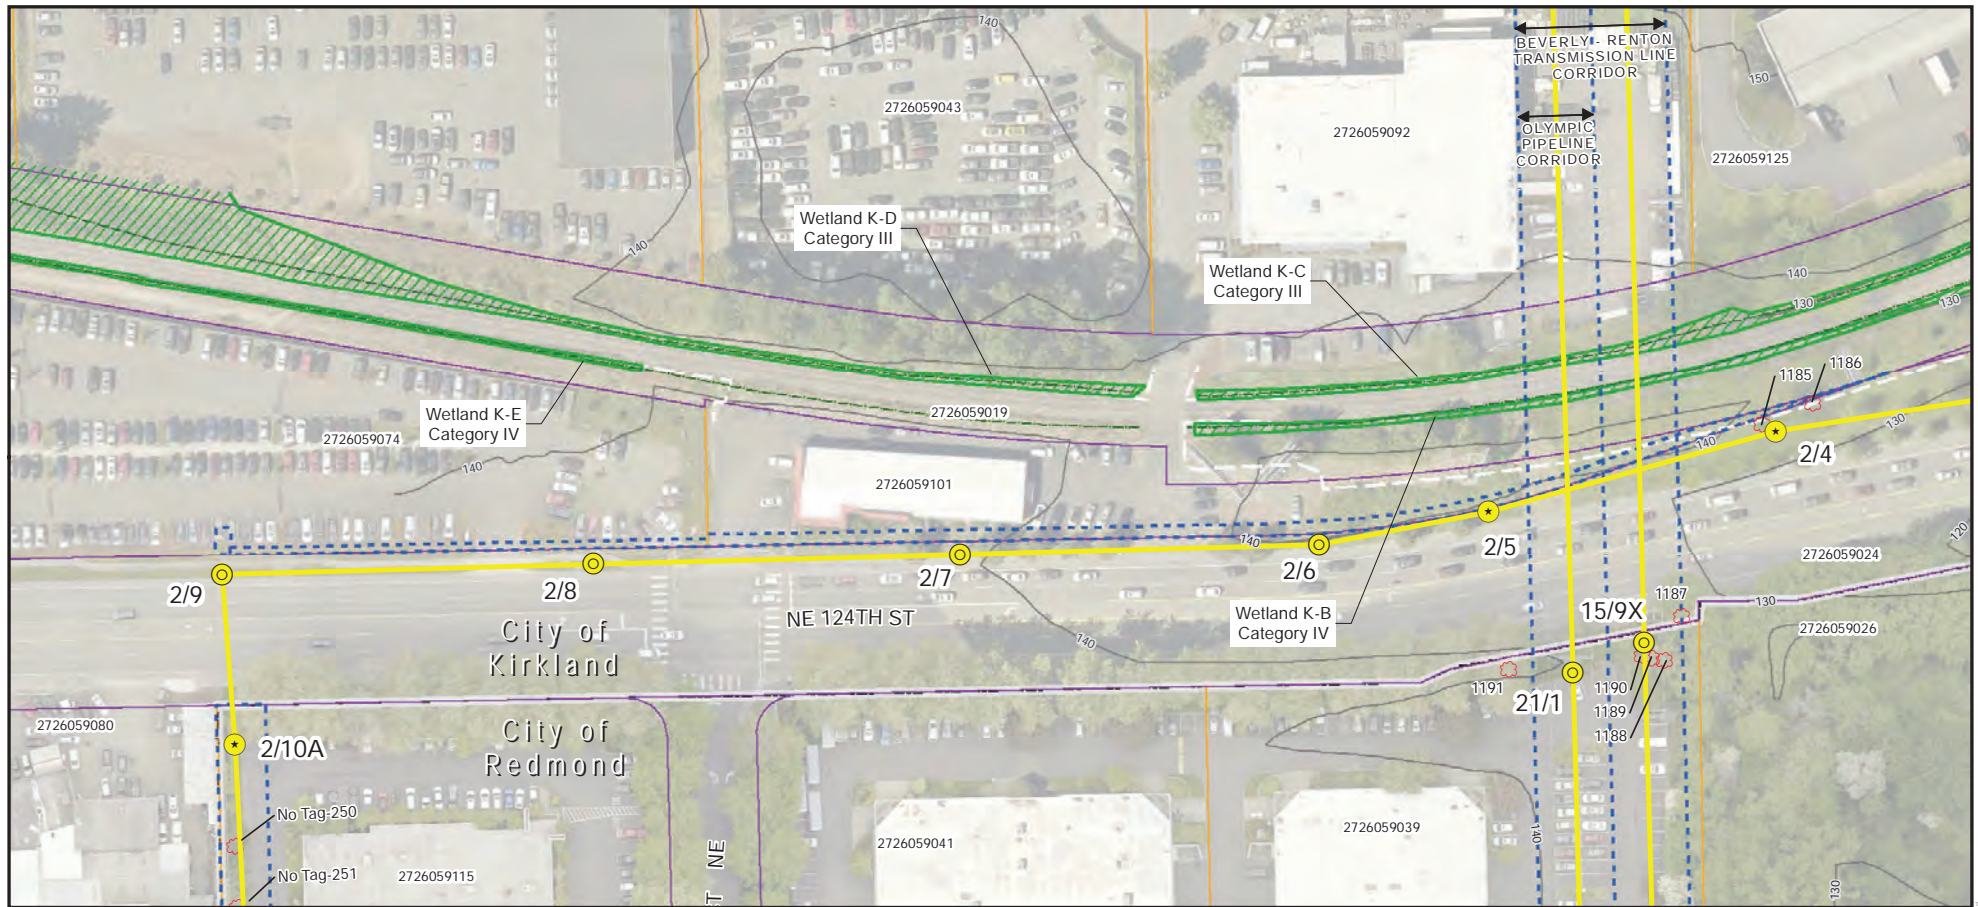 140
BEVERLY - RENTON
TRANSMISSION LINE
CORRIDOR
150
2726059043
2726059092
OLYMPIC
PIPELINE
CORRIDOR
2726059125
Wetland K-D
Category III
140
Wetland K-C
Category III
140
130
130
1186
1185
Wetland K-E
Category IV
2726059019
2726059074
140
130
140
2/4
2726059101
120
140
2/5
2726059024
2/9
2/8
2/7
2/6
1187
130
15/9X
NE 124TH ST
Wetland K-B
Category IV
2726059026
City of
Kirkland
140
1191
1190
21/1
1189
2726059080
City of
Redmond
1188
2/10A
No Tag-250
2726059039
140
2726059041
No Tag-251
2726059115
ST NE
130